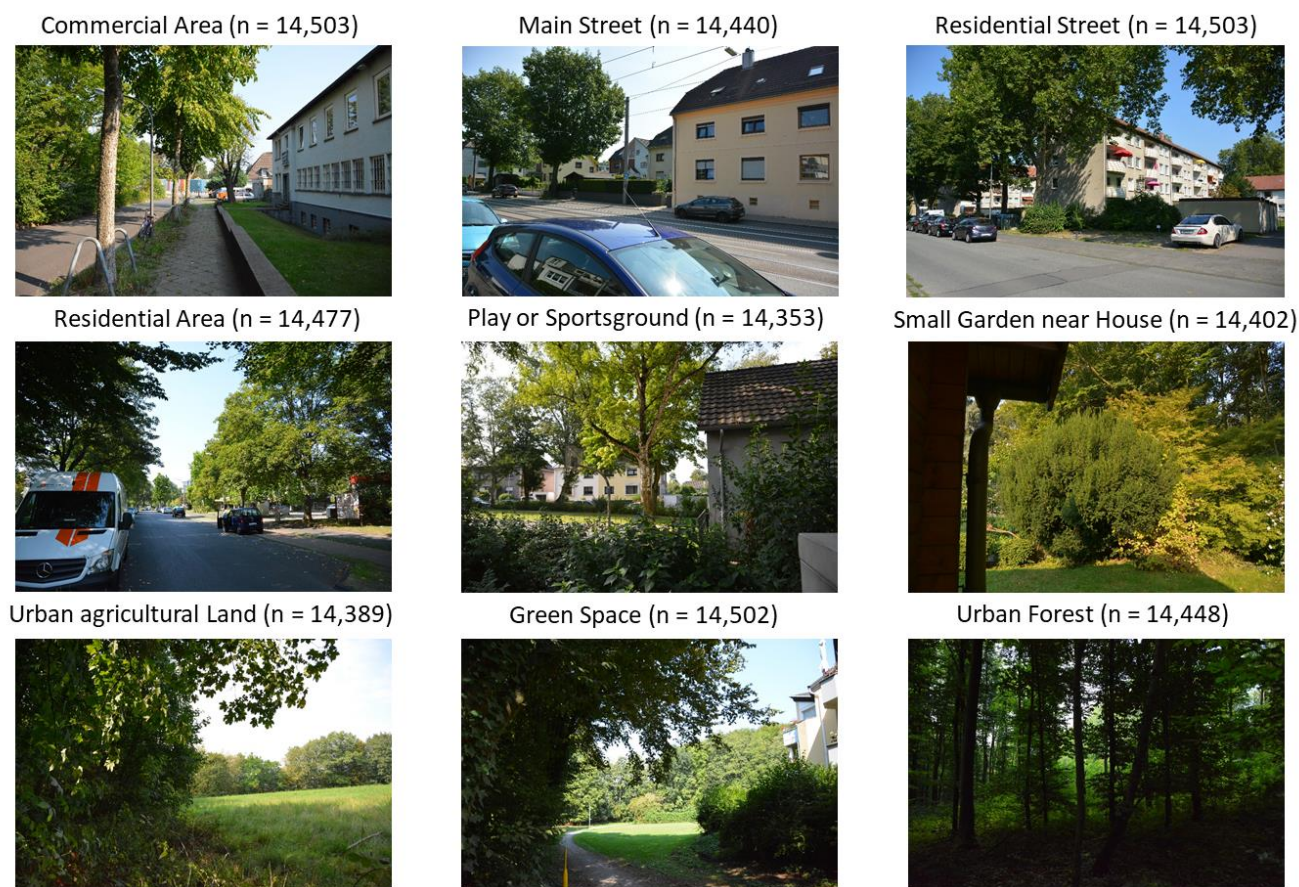 Commercial Area (n = 14,503)
Main Street (n = 14,440)
Residential Street (n = 14,503)
Residential Area (n = 14,477)
Play or Sportsground (n = 14,353)
Small Garden near House (n = 14,402)
Urban agricultural Land (n = 14,389)
Green Space (n = 14,502)
Urban Forest (n = 14,448)